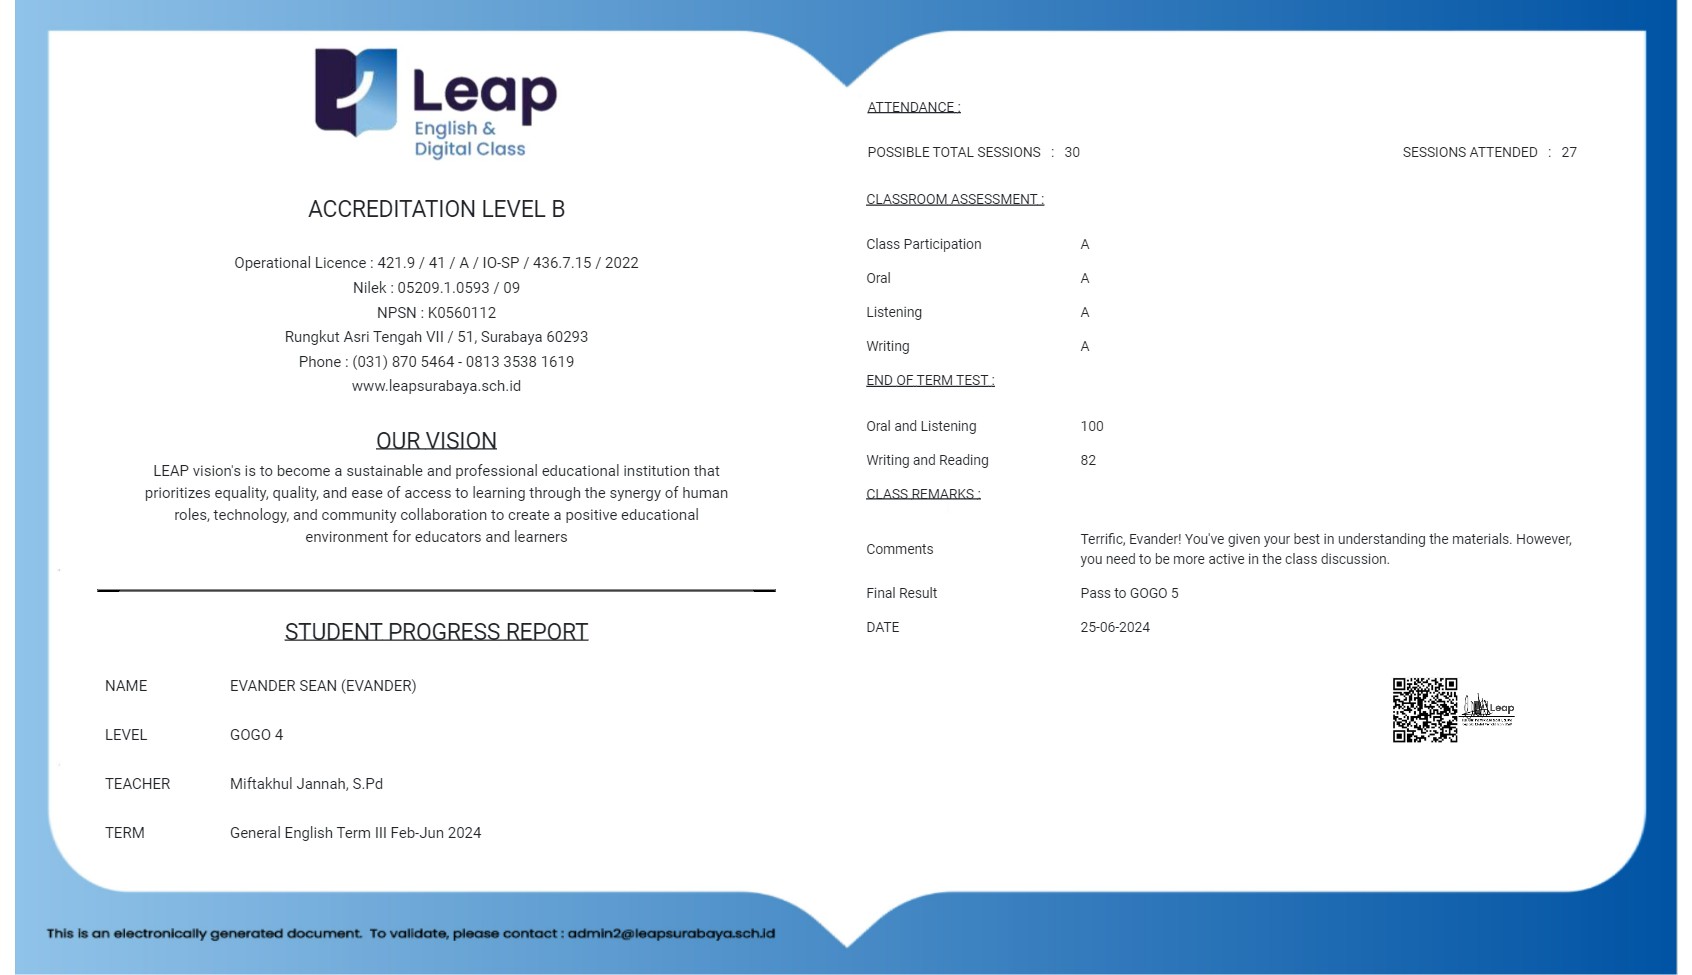 Leap
English &
Digital Class
ACCREDITATION LEVEL B
Operational Licence : 421.9 / 41 / A / IO-SP / 436.7.15 / 2022
Nilek : 05209.1.0593 / 09
NPSN : K0560112
Rungkut Asri Tengah VII / 51, Surabaya 60293
Phone : (031) 870 5464 - 0813 3538 1619
www.leapsurabaya.sch.id
OUR VISION
LEAP vision's is to become a sustainable and professional educational institution that
prioritizes equality, quality, and ease of access to learning through the synergy of human
roles, technology, and community collaboration to create a positive educational
environment for educators and learners
STUDENT PROGRESS REPORT
NAME EVANDER SEAN (EVANDER)
LEVEL GOGO 4
TEACHER Miftakhul Jannah, S.Pd
TERM General English Term III Feb-Jun 2024
ATTENDANCE :
POSSIBLE TOTAL SESSIONS : 30 SESSIONS ATTENDED : 27
CLASSROOM ASSESSMENT :
Class Participation A
Oral A
Listening A
Writing A
END OF TERM TEST :
Oral and Listening 100
Writing and Reading 82
CLASS REMARKS :
Comments Terrific, Evander! You've given your best in understanding the materials. However,
you need to be more active in the class discussion.
Final Result Pass to GOGO 5
DATE 25-06-2024
Leap
This is an electronically generated document. To validate, please contact : admin2@leapsurabaya.sch.id